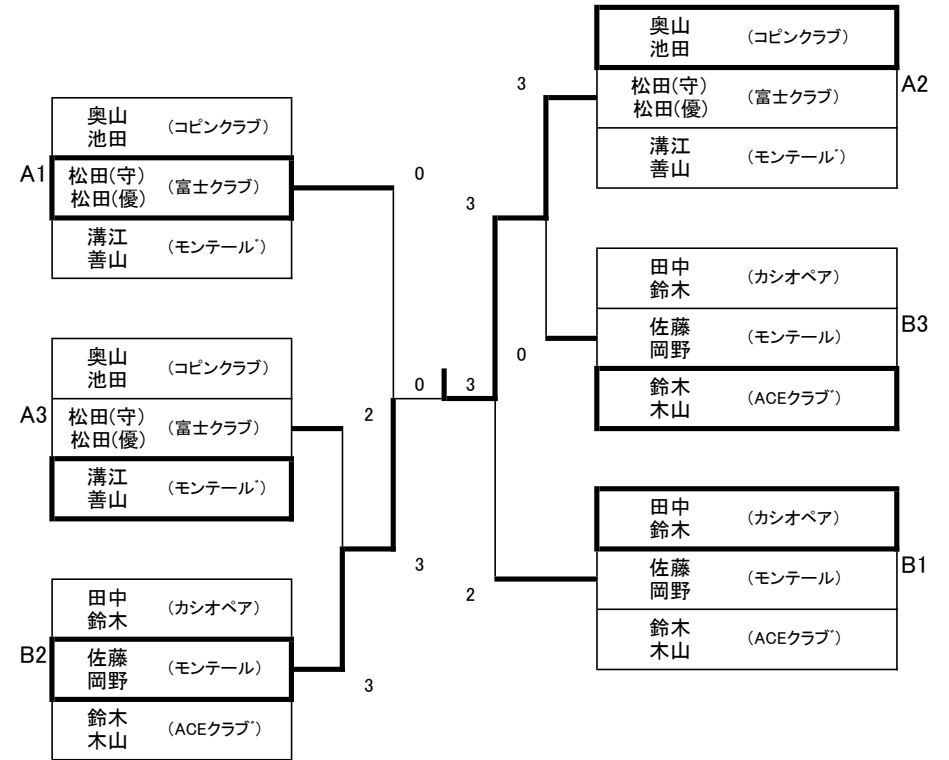 A1
奥山
池田
(コピンクラブ)
松田(守)
松田(優)
(富士クラブ)
溝江
善山
(モンテール゛)
A3
奥山
池田
(コピンクラブ)
松田(守)
松田(優)
(富士クラブ)
溝江
善山
(モンテール゛)
B2
田中
鈴木
(カシオペア)
佐藤
岡野
(モンテール)
鈴木
木山
(ACEクラブ゛)
0
2
3
3
0
3
3
3
0
2
奥山
池田
(コピンクラブ)
A2
松田(守)
松田(優)
(富士クラブ)
溝江
善山
(モンテール゛)
田中
鈴木
(カシオペア)
B3
佐藤
岡野
(モンテール)
鈴木
木山
(ACEクラブ゛)
田中
鈴木
(カシオペア)
B1
佐藤
岡野
(モンテール)
鈴木
木山
(ACEクラブ゛)